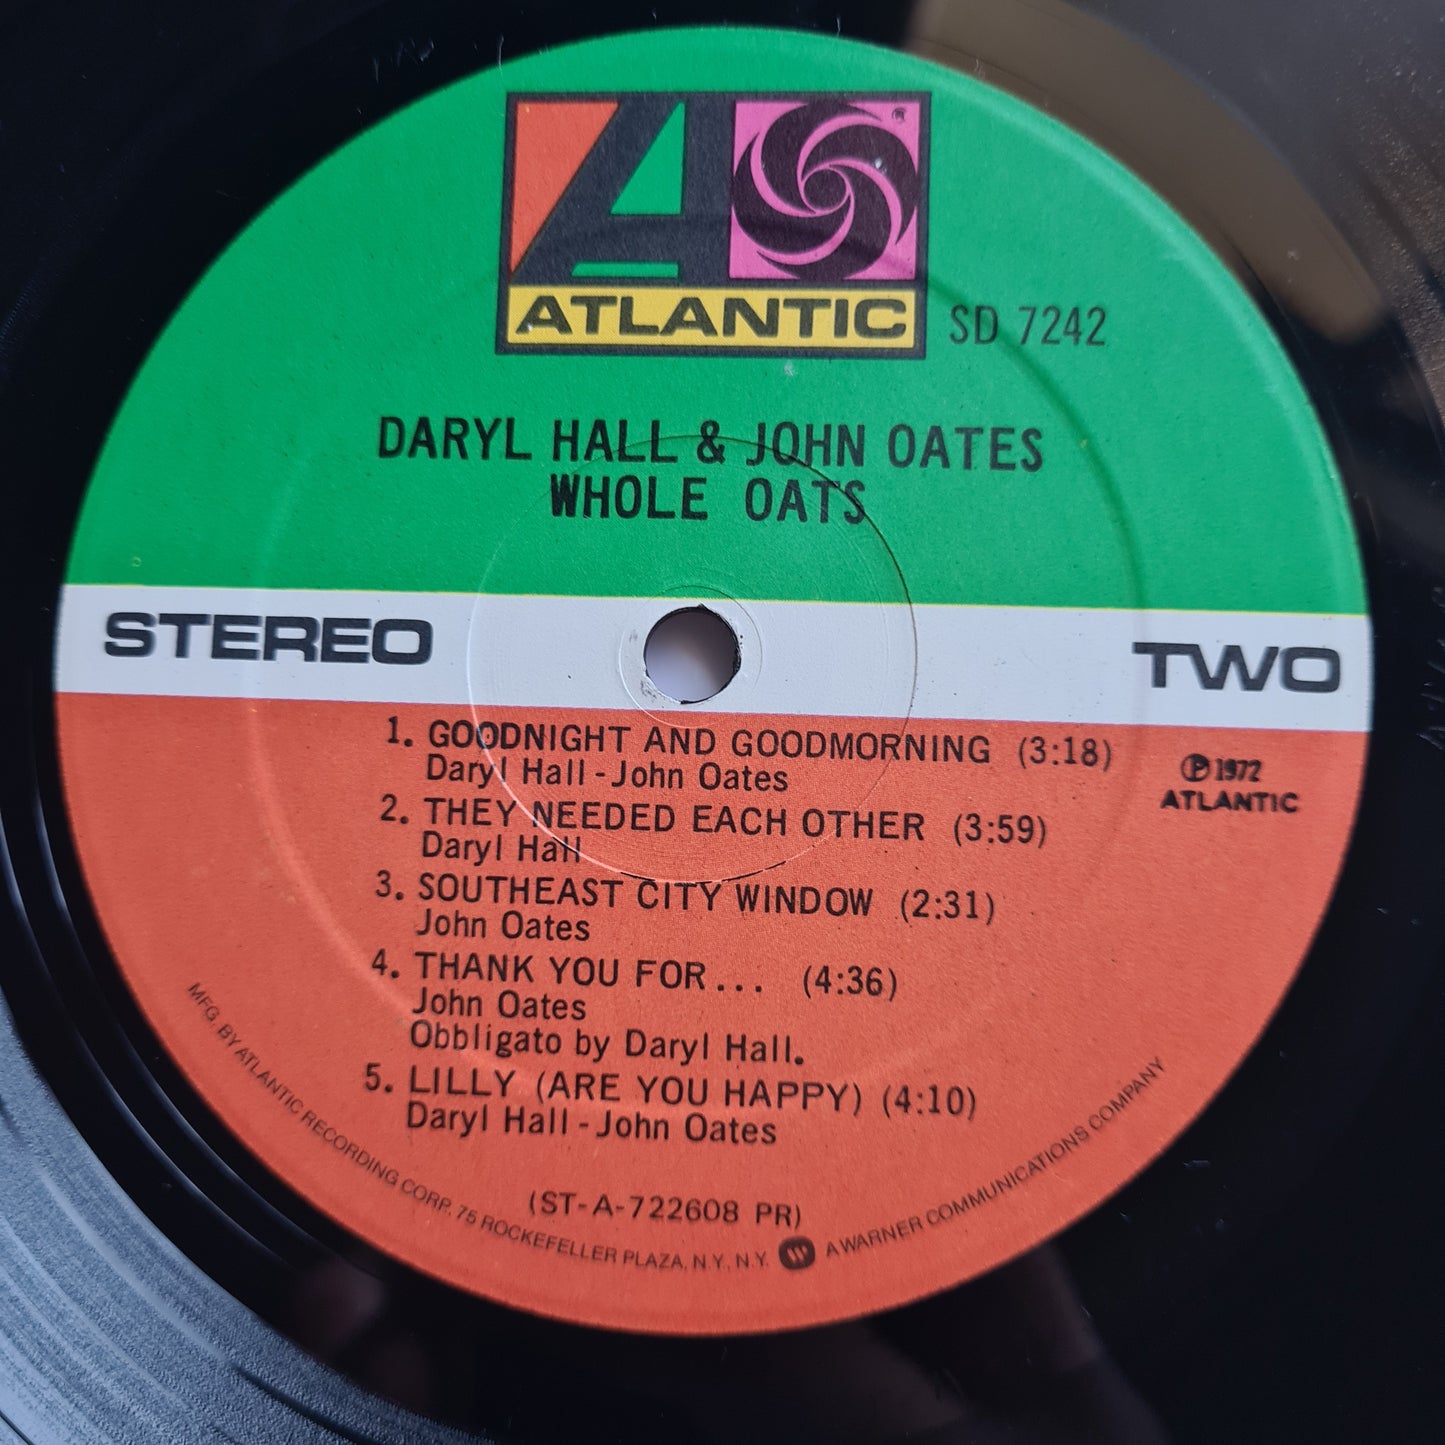 ATLANTIC
SD 7242
DARYL HALL & JOHN OATES
WHOLE OATS
STEREO
TWO
1. GOODNIGHT AND GOODMORNING (3:18)
Daryl Hall - John Oates
℗ 1972
ATLANTIC
2. THEY NEEDED EACH OTHER (3:59)
Daryl Hall
3. SOUTHEAST CITY WINDOW (2:31)
John Oates
4. THANK YOU FOR... (4:36)
John Oates
Obbligato by Daryl Hall.
5. LILLY (ARE YOU HAPPY) (4:10)
Daryl Hall - John Oates
(ST-A-722608 PR)
MFG. BY ATLANTIC RECORDING CORP. 75 ROCKEFELLER PLAZA, N.Y., N.Y. W A WARNER COMMUNICATIONS COMPANY